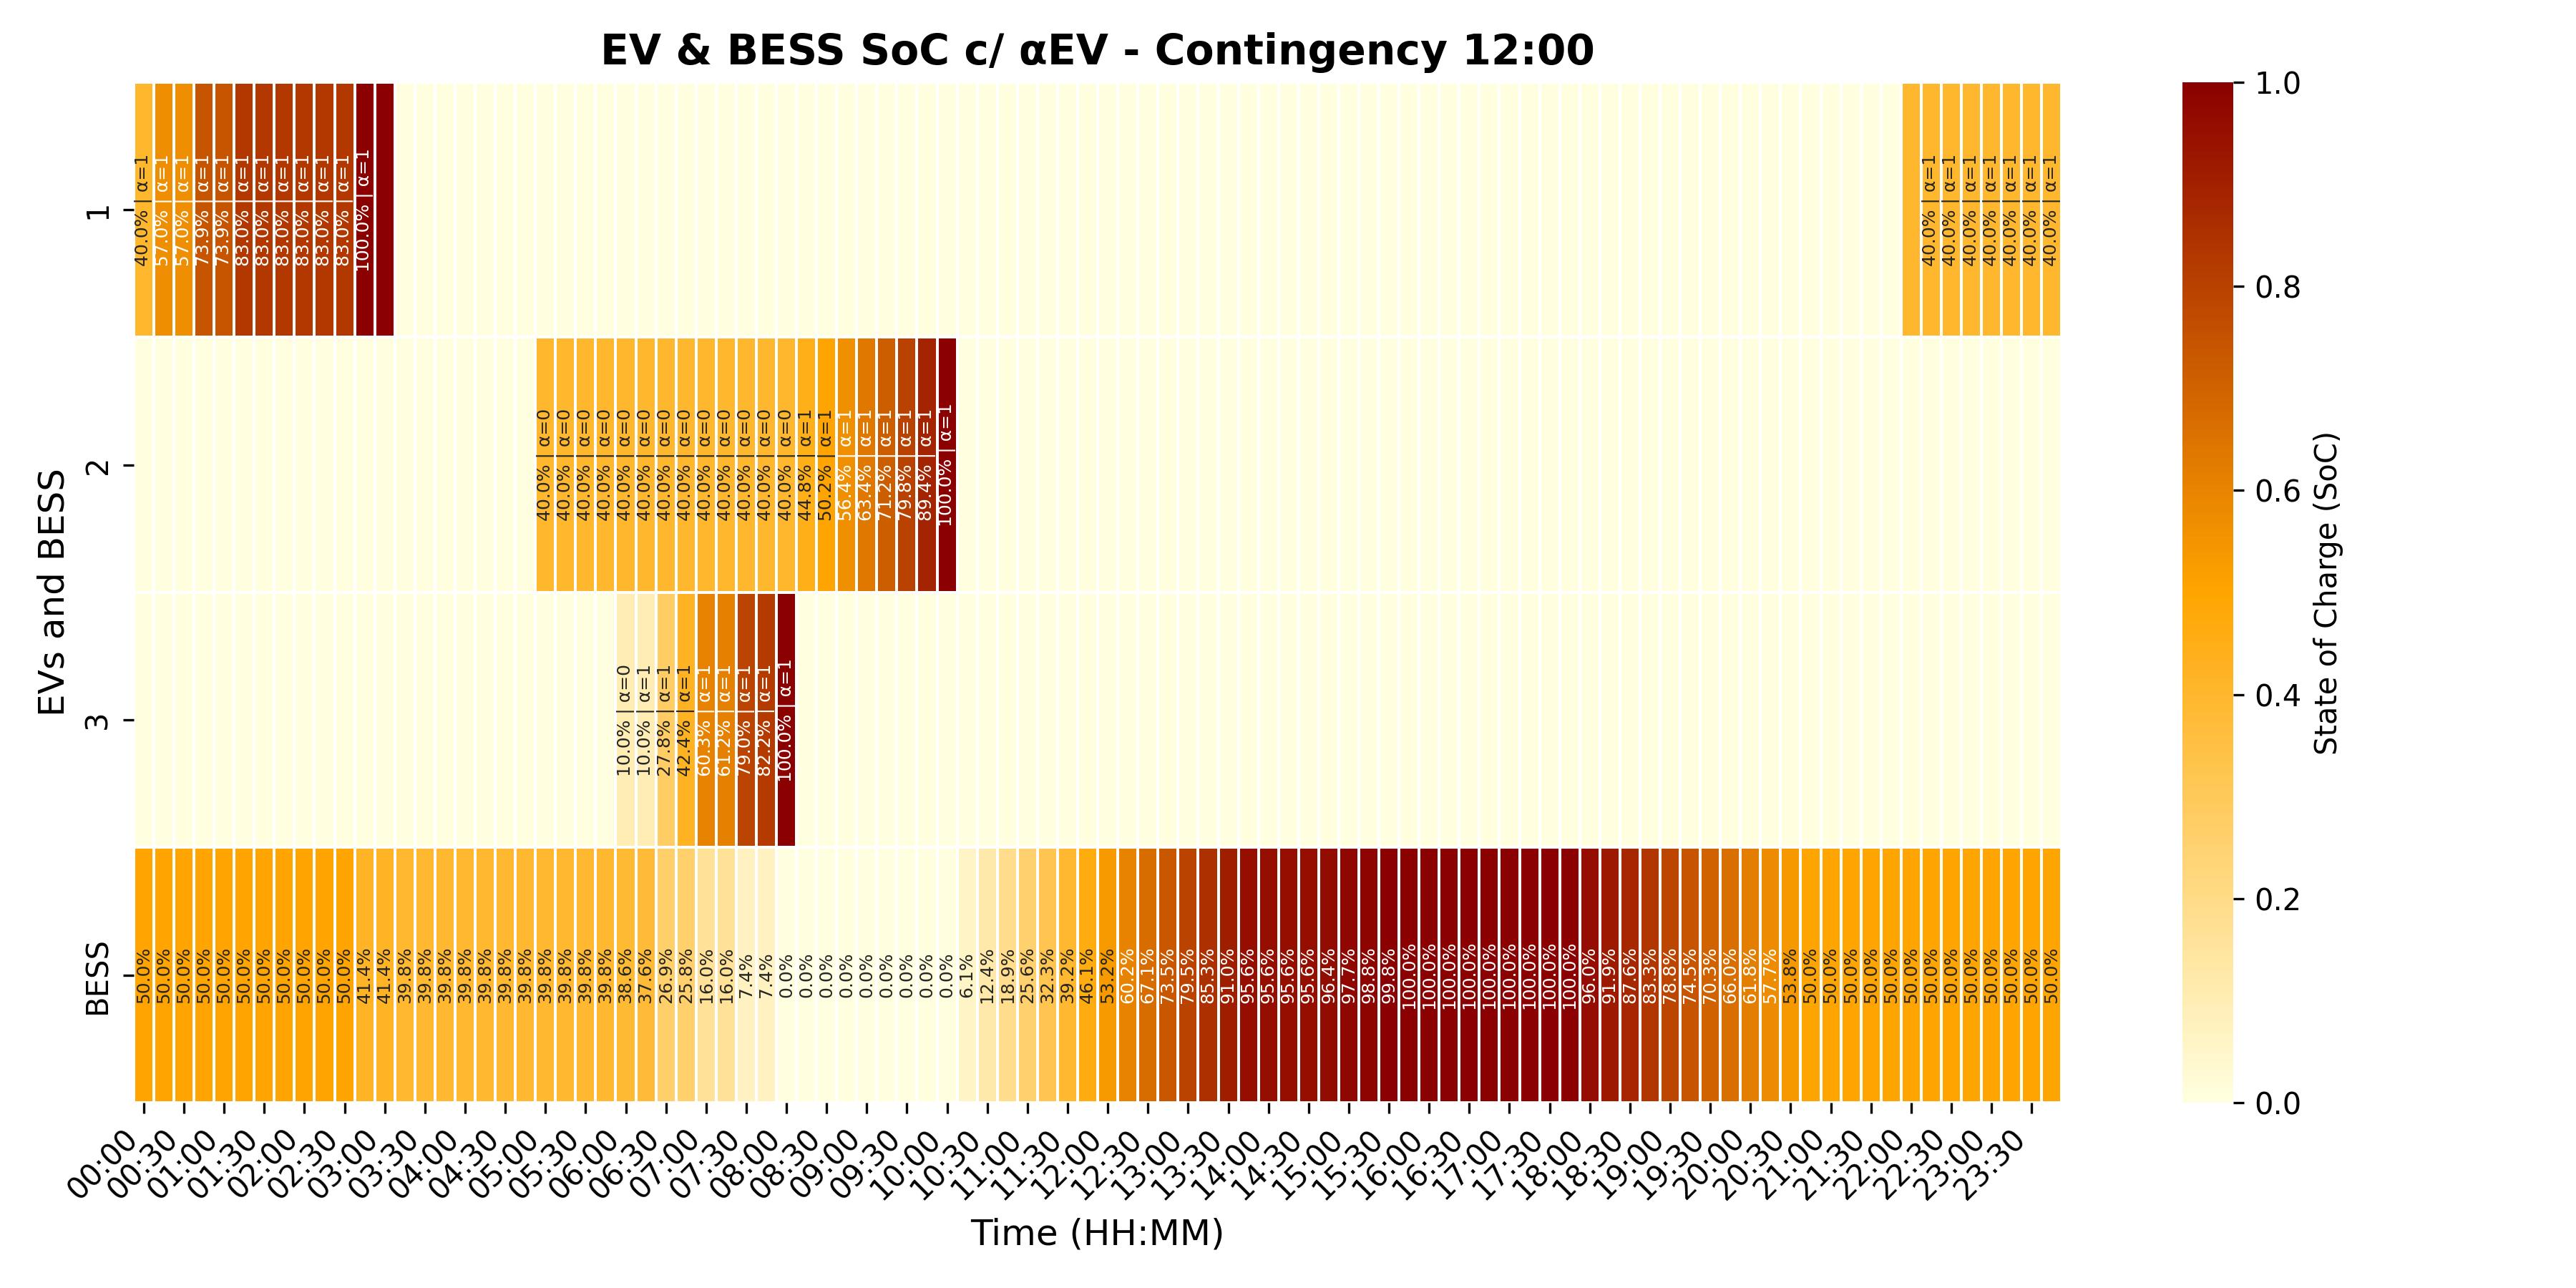 EV & BESS SoC c/ αEV - Contingency 12:00
EVs and BESS
1
40.0% | α=1
57.0% | α=1
57.0% | α=1
73.9% | α=1
73.9% | α=1
83.0% | α=1
83.0% | α=1
83.0% | α=1
83.0% | α=1
83.0% | α=1
83.0% | α=1
100.0% | α=1
40.0% | α=1
40.0% | α=1
40.0% | α=1
40.0% | α=1
40.0% | α=1
40.0% | α=1
40.0% | α=1
2
40.0% | α=0
40.0% | α=0
40.0% | α=0
40.0% | α=0
40.0% | α=0
40.0% | α=0
40.0% | α=0
40.0% | α=0
40.0% | α=0
40.0% | α=0
40.0% | α=0
40.0% | α=0
40.0% | α=0
44.8% | α=1
50.2% | α=1
56.4% | α=1
63.4% | α=1
71.2% | α=1
79.8% | α=1
89.4% | α=1
100.0% | α=1
3
10.0% | α=0
10.0% | α=1
27.8% | α=1
42.4% | α=1
60.3% | α=1
61.2% | α=1
79.0% | α=1
82.2% | α=1
100.0% | α=1
BESS
50.0%
50.0%
50.0%
50.0%
50.0%
50.0%
50.0%
50.0%
50.0%
50.0%
50.0%
41.4%
41.4%
39.8%
39.8%
39.8%
39.8%
39.8%
39.8%
39.8%
39.8%
39.8%
39.8%
39.8%
38.6%
37.6%
26.9%
25.8%
16.0%
16.0%
7.4%
7.4%
0.0%
0.0%
0.0%
0.0%
0.0%
0.0%
0.0%
0.0%
0.0%
6.1%
12.4%
18.9%
25.6%
32.3%
39.2%
46.1%
53.2%
60.2%
67.1%
73.5%
79.5%
85.3%
91.0%
95.6%
95.6%
95.6%
95.6%
96.4%
97.7%
98.8%
99.8%
100.0%
100.0%
100.0%
100.0%
100.0%
100.0%
100.0%
100.0%
100.0%
96.0%
91.9%
87.6%
83.3%
78.8%
74.5%
70.3%
66.0%
61.8%
57.7%
53.8%
50.0%
50.0%
50.0%
50.0%
50.0%
50.0%
50.0%
50.0%
50.0%
50.0%
50.0%
50.0%
50.0%
00:00
00:30
01:00
01:30
02:00
02:30
03:00
03:30
04:00
04:30
05:00
05:30
06:00
06:30
07:00
07:30
08:00
08:30
09:00
09:30
10:00
10:30
11:00
11:30
12:00
12:30
13:00
13:30
14:00
14:30
15:00
15:30
16:00
16:30
17:00
17:30
18:00
18:30
19:00
19:30
20:00
20:30
21:00
21:30
22:00
22:30
23:00
23:30
Time (HH:MM)
1.0
0.8
0.6
0.4
0.2
0.0
State of Charge (SoC)